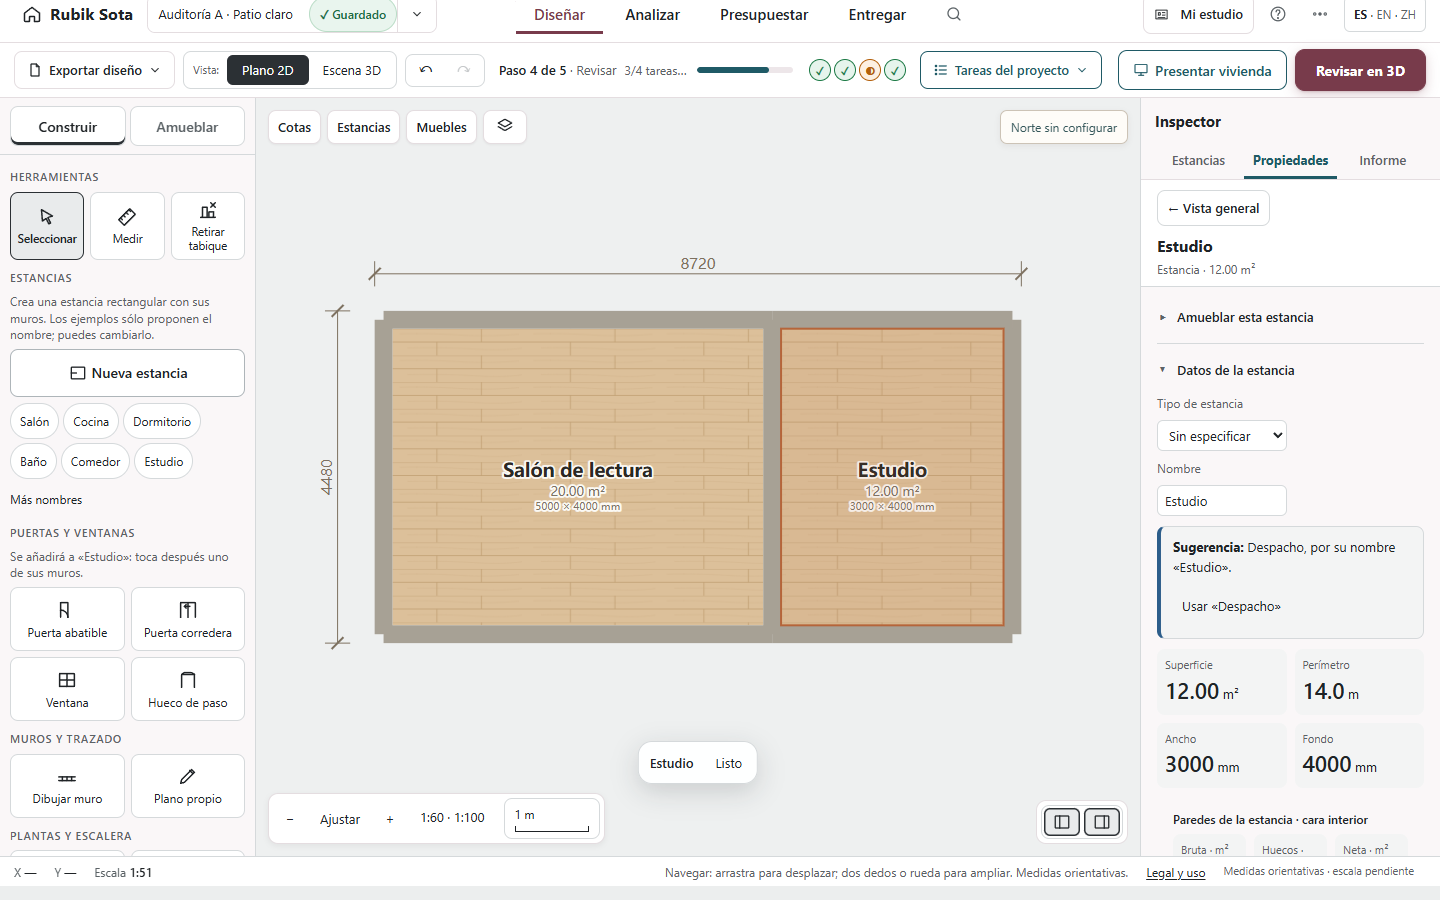 Rubik Sota
Auditoría A · Patio claro
✓ Guardado
Diseñar
Analizar
Presupuestar
Entregar
Mi estudio
ES · EN · ZH
Exportar diseño
Vista:
Plano 2D
Escena 3D
Paso 4 de 5 · Revisar 3/4 tareas...
Tareas del proyecto
Presentar vivienda
Revisar en 3D
Construir
Amueblar
HERRAMIENTAS
Seleccionar
Medir
Retirar
tabique
ESTANCIAS
Crea una estancia rectangular con sus
muros. Los ejemplos sólo proponen el
nombre; puedes cambiarlo.
Nueva estancia
Salón
Cocina
Dormitorio
Baño
Comedor
Estudio
Más nombres
PUERTAS Y VENTANAS
Se añadirá a «Estudio»: toca después uno
de sus muros.
Puerta abatible
Puerta corredera
Ventana
Hueco de paso
MUROS Y TRAZADO
Dibujar muro
Plano propio
PLANTAS Y ESCALERA
Cotas
Estancias
Muebles
Norte sin configurar
8720
4480
Salón de lectura
20.00 m²
5000 × 4000 mm
Estudio
12.00 m²
3000 × 4000 mm
Estudio
Listo
−
Ajustar
+
1:60 · 1:100
1 m
Inspector
Estancias
Propiedades
Informe
← Vista general
Estudio
Estancia · 12.00 m²
Amueblar esta estancia
Datos de la estancia
Tipo de estancia
Sin especificar
Nombre
Estudio
Sugerencia: Despacho, por su nombre
«Estudio».
Usar «Despacho»
Superficie
12.00 m²
Perímetro
14.0 m
Ancho
3000 mm
Fondo
4000 mm
Paredes de la estancia · cara interior
Bruta · m²
Huecos ·
Neta · m²
X —
Y —
Escala 1:51
Navegar: arrastra para desplazar; dos dedos o rueda para ampliar. Medidas orientativas.
Legal y uso
Medidas orientativas · escala pendiente